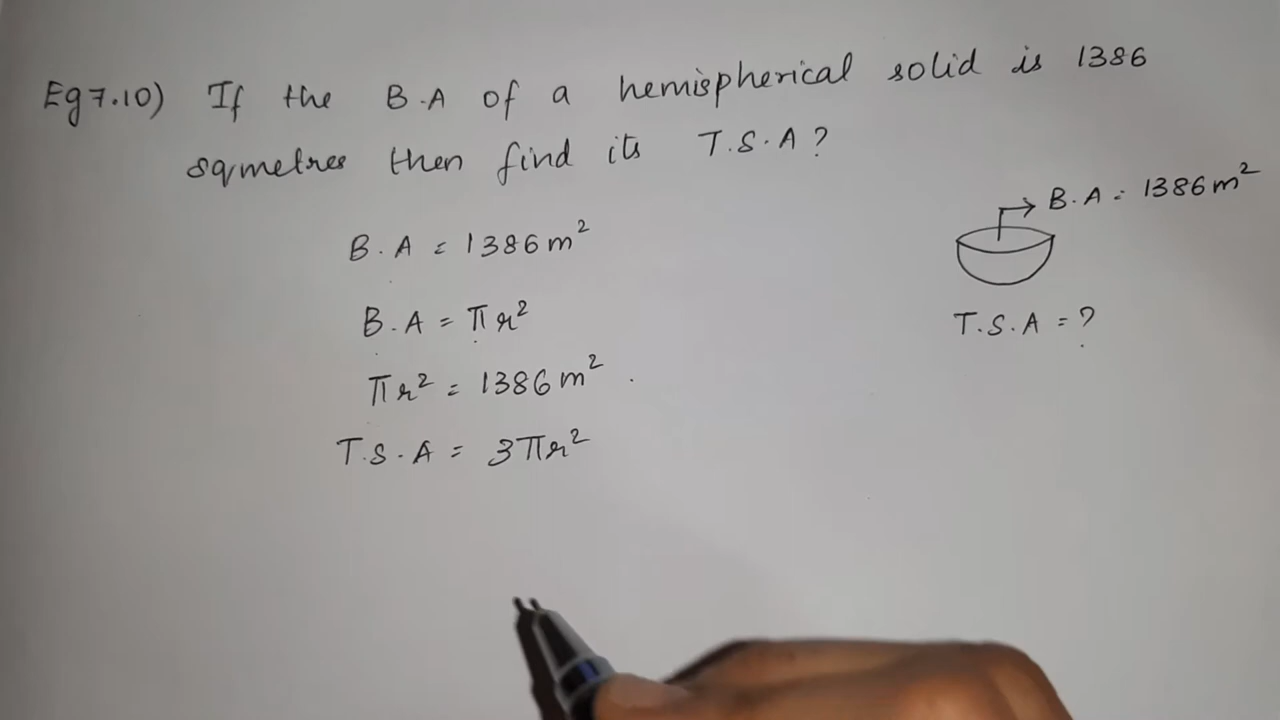 Eg 7.10) If the B.A of a hemispherical solid is 1386
sqmetres then find its T.S.A?
B.A = 1386 m²
B.A = πr²
πr² = 1386 m².
T.S.A = 3πr²
B.A = 1386 m²
T.S.A = ?